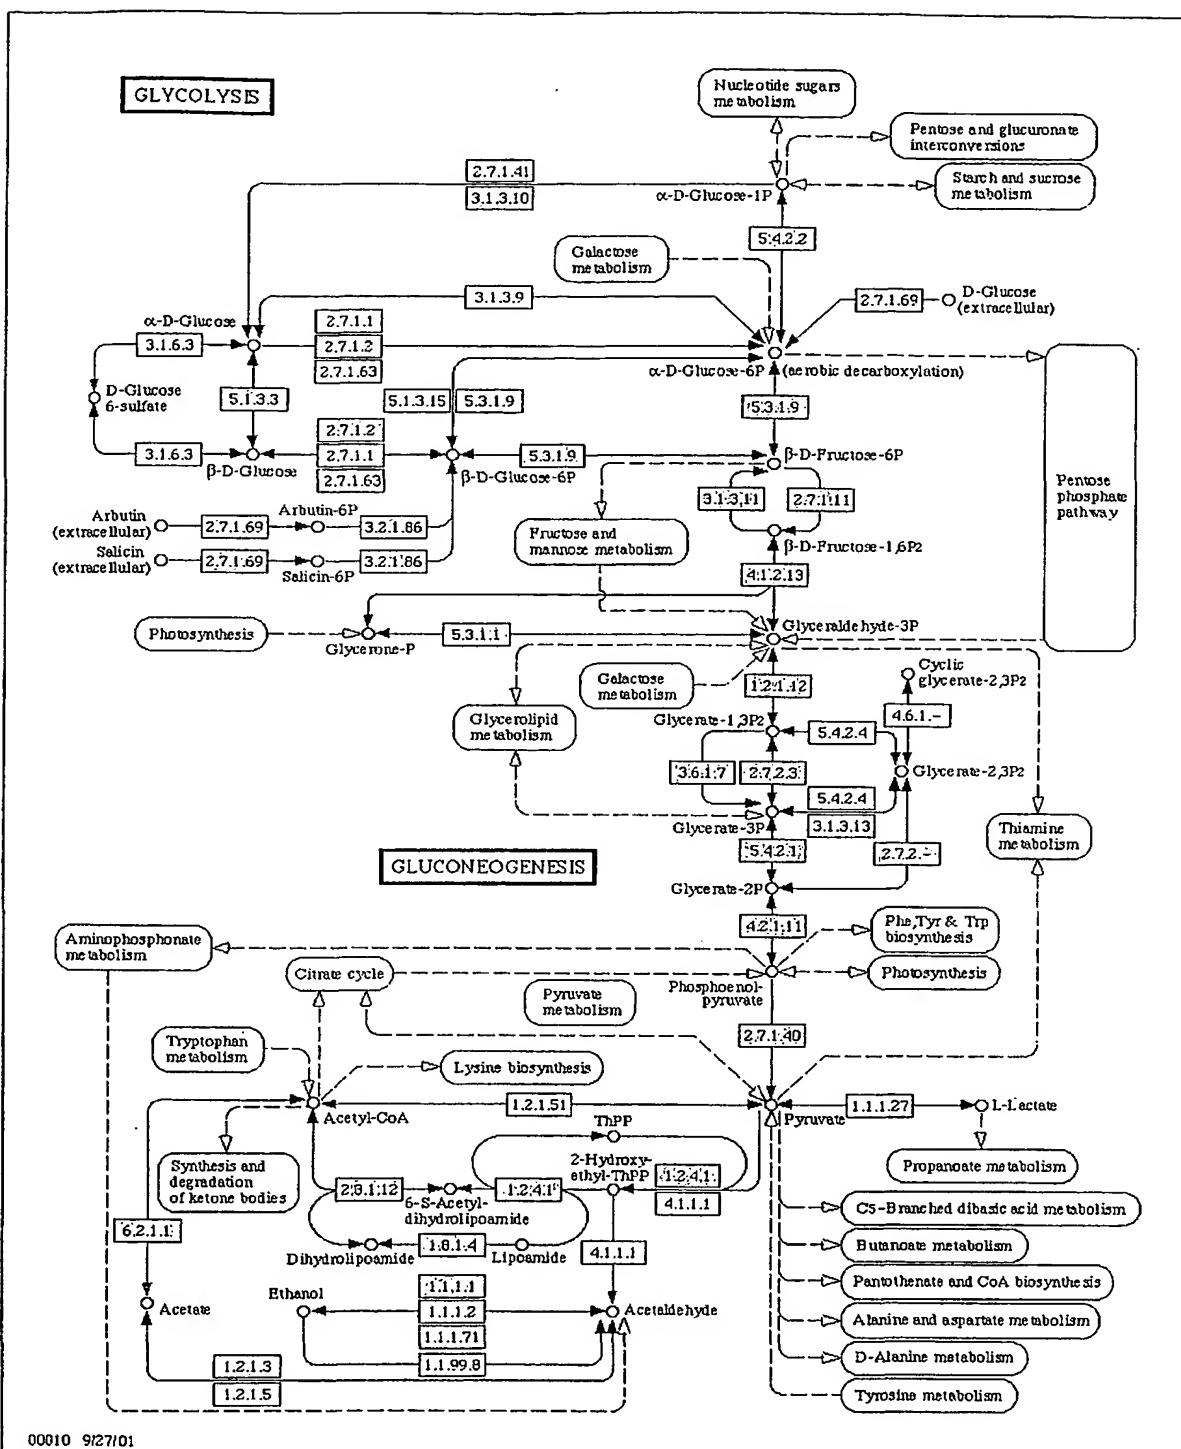 GLYCOLYSIS
Nucleotide sugars
metabolism
Pentose and glucuronate
interconversions
Starch and sucrose
metabolism
2.7.1.41
3.1.3.10
α-D-Glucose-1P
5.4.2.2
Galactose
metabolism
3.1.3.9
2.7.1.69
D-Glucose
(extracellular)
α-D-Glucose
2.7.1.1
3.1.6.3
2.7.1.2
2.7.1.63
α-D-Glucose-6P
(aerobic decarboxylation)
D-Glucose
6-sulfate
5.1.3.3
5.1.3.15
5.3.1.9
5.3.1.9
2.7.1.2
3.1.6.3
2.7.1.1
5.3.1.9
β-D-Fructose-6P
β-D-Glucose
2.7.1.63
β-D-Glucose-6P
Pentose
phosphate
pathway
3.1.3.11
2.7.1.11
Arbutin
(extracellular)
2.7.1.69
Arbutin-6P
3.2.1.86
Fructose and
mannose metabolism
β-D-Fructose-1,6P2
Salicin
(extracellular)
2.7.1.69
Salicin-6P
3.2.1.86
4.1.2.13
Photosynthesis
Glycerone-P
5.3.1.1
Glyceraldehyde-3P
Galactose
metabolism
1.2.1.12
Cyclic
glycerate-2,3P2
Glycerolipid
metabolism
Glycerate-1,3P2
5.4.2.4
4.6.1.-
3.6.1.7
2.7.2.3
Glycerate-2,3P2
5.4.2.4
3.1.3.13
Glycerate-3P
Thiamine
metabolism
GLUCONEOGENESIS
5.4.2.1
2.7.2.-
Glycerate-2P
4.2.1.11
Phe,Tyr & Trp
biosynthesis
Aminophosphonate
metabolism
Citrate cycle
Phosphoenol-
pyruvate
Photosynthesis
Pyruvate
metabolism
2.7.1.40
Tryptophan
metabolism
Lysine biosynthesis
Acetyl-CoA
1.2.1.51
Pyruvate
1.1.1.27
L-Lactate
ThPP
Synthesis and
degradation
of ketone bodies
2-Hydroxy-
ethyl-ThPP
1.2.4.1
4.1.1.1
Propanoate metabolism
2.3.1.12
6-S-Acetyl-
dihydrolipoamide
1.2.4.1
C5-Branched dibasic acid metabolism
6.2.1.1
Dihydrolipoamide
1.8.1.4
Lipoamide
4.1.1.1
Butanoate metabolism
Pantothenate and CoA biosynthesis
Acetate
Ethanol
1.1.1.1
1.1.1.2
1.1.1.71
1.1.99.8
Acetaldehyde
Alanine and aspartate metabolism
D-Alanine metabolism
1.2.1.3
1.2.1.5
Tyrosine metabolism
00010 9/27/01